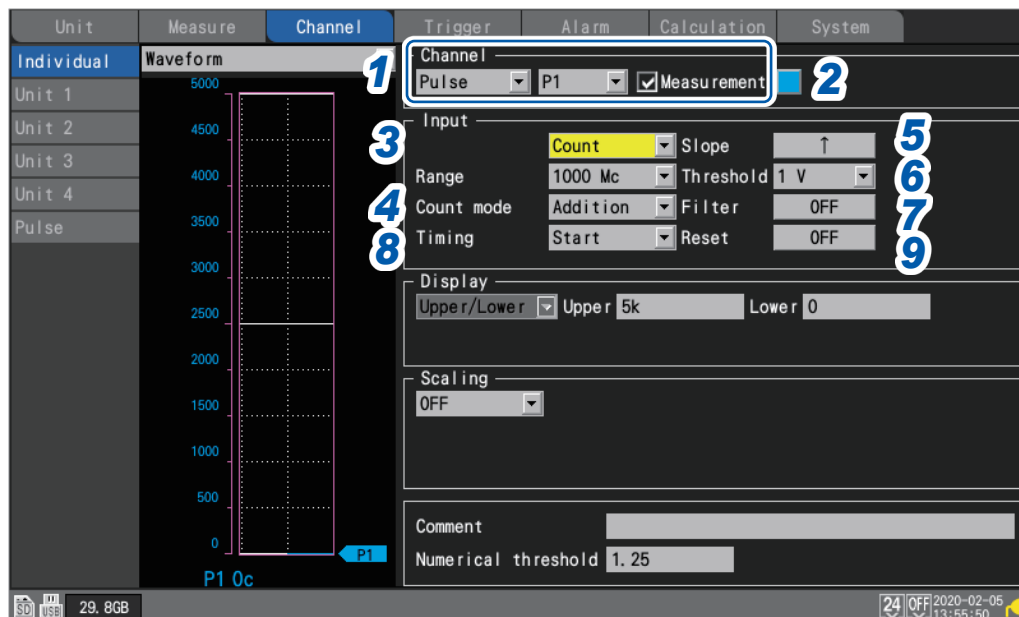 Unit Measure Channel Trigger Alarm Calculation System
Individual
Unit 1
Unit 2
Unit 3
Unit 4
Pulse
Waveform
5000
4500
4000
3500
3000
2500
2000
1500
1000
500
0
P1
P1 0c
1 Channel
Pulse P1 Measurement 2
Input
3 Count Slope ↑ 5
Range 1000 Mc Threshold 1 V 6
4 Count mode Addition Filter OFF 7
8 Timing Start Reset OFF 9
Display
Upper/Lower Upper 5k Lower 0
Scaling
OFF
Comment
Numerical threshold 1.25
SD USB 29.8GB 24 OFF 2020-02-05
13:55:50